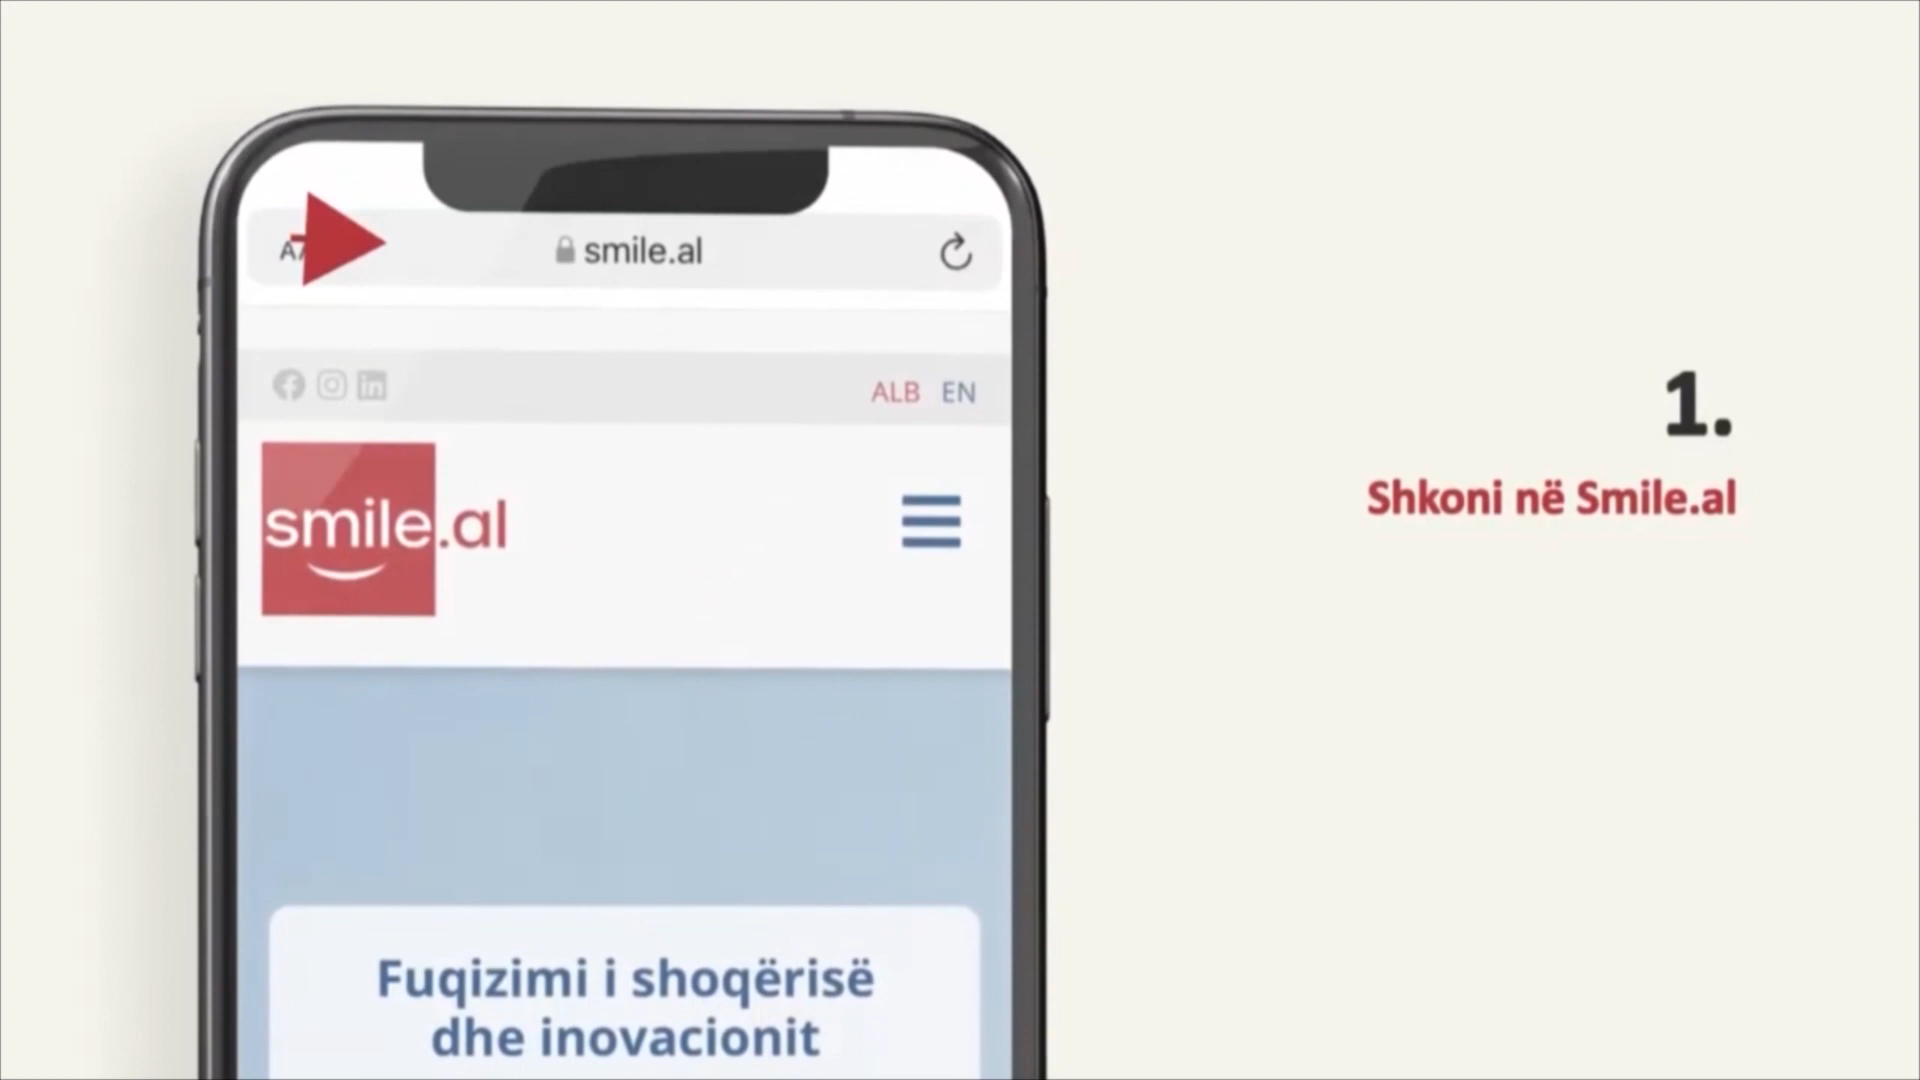 smile.al
ALB EN
smile.al
Fuqizimi i shoqërisë
dhe inovacionit
1.
Shkoni në Smile.al